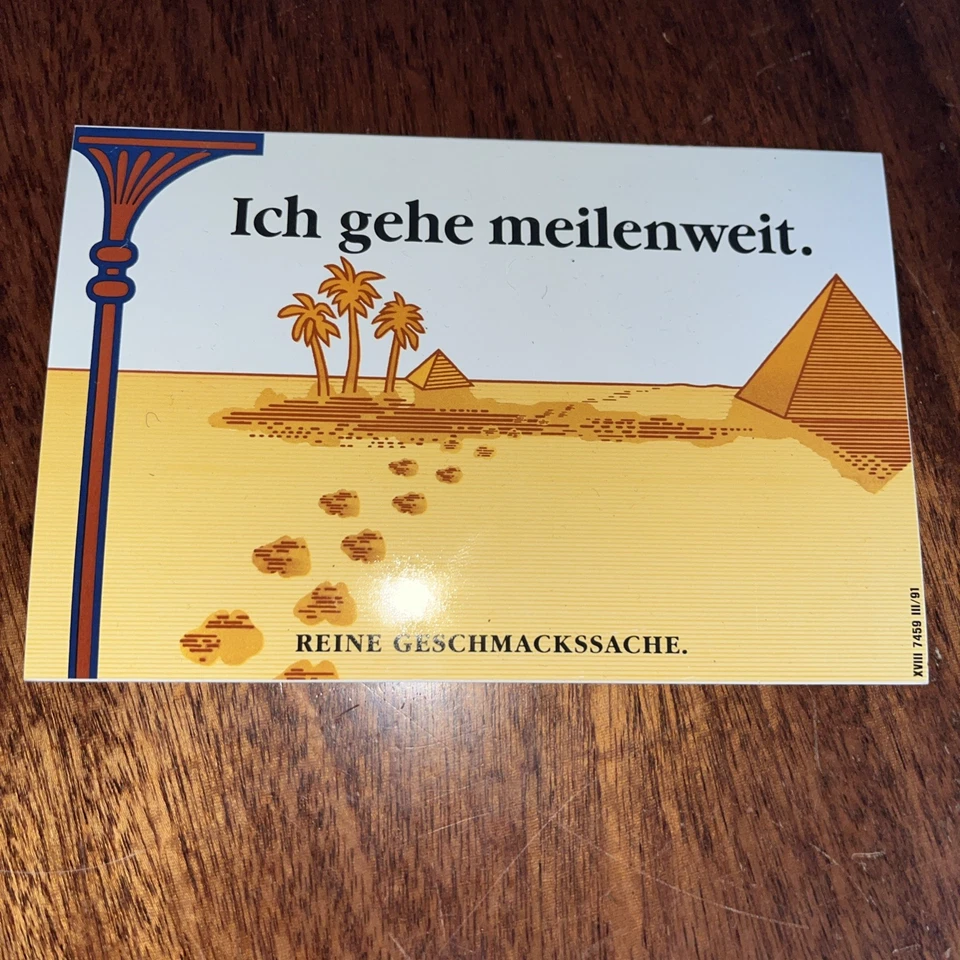 Ich gehe meilenweit.
REINE GESCHMACKSSACHE.
XVIII 7459 III/91